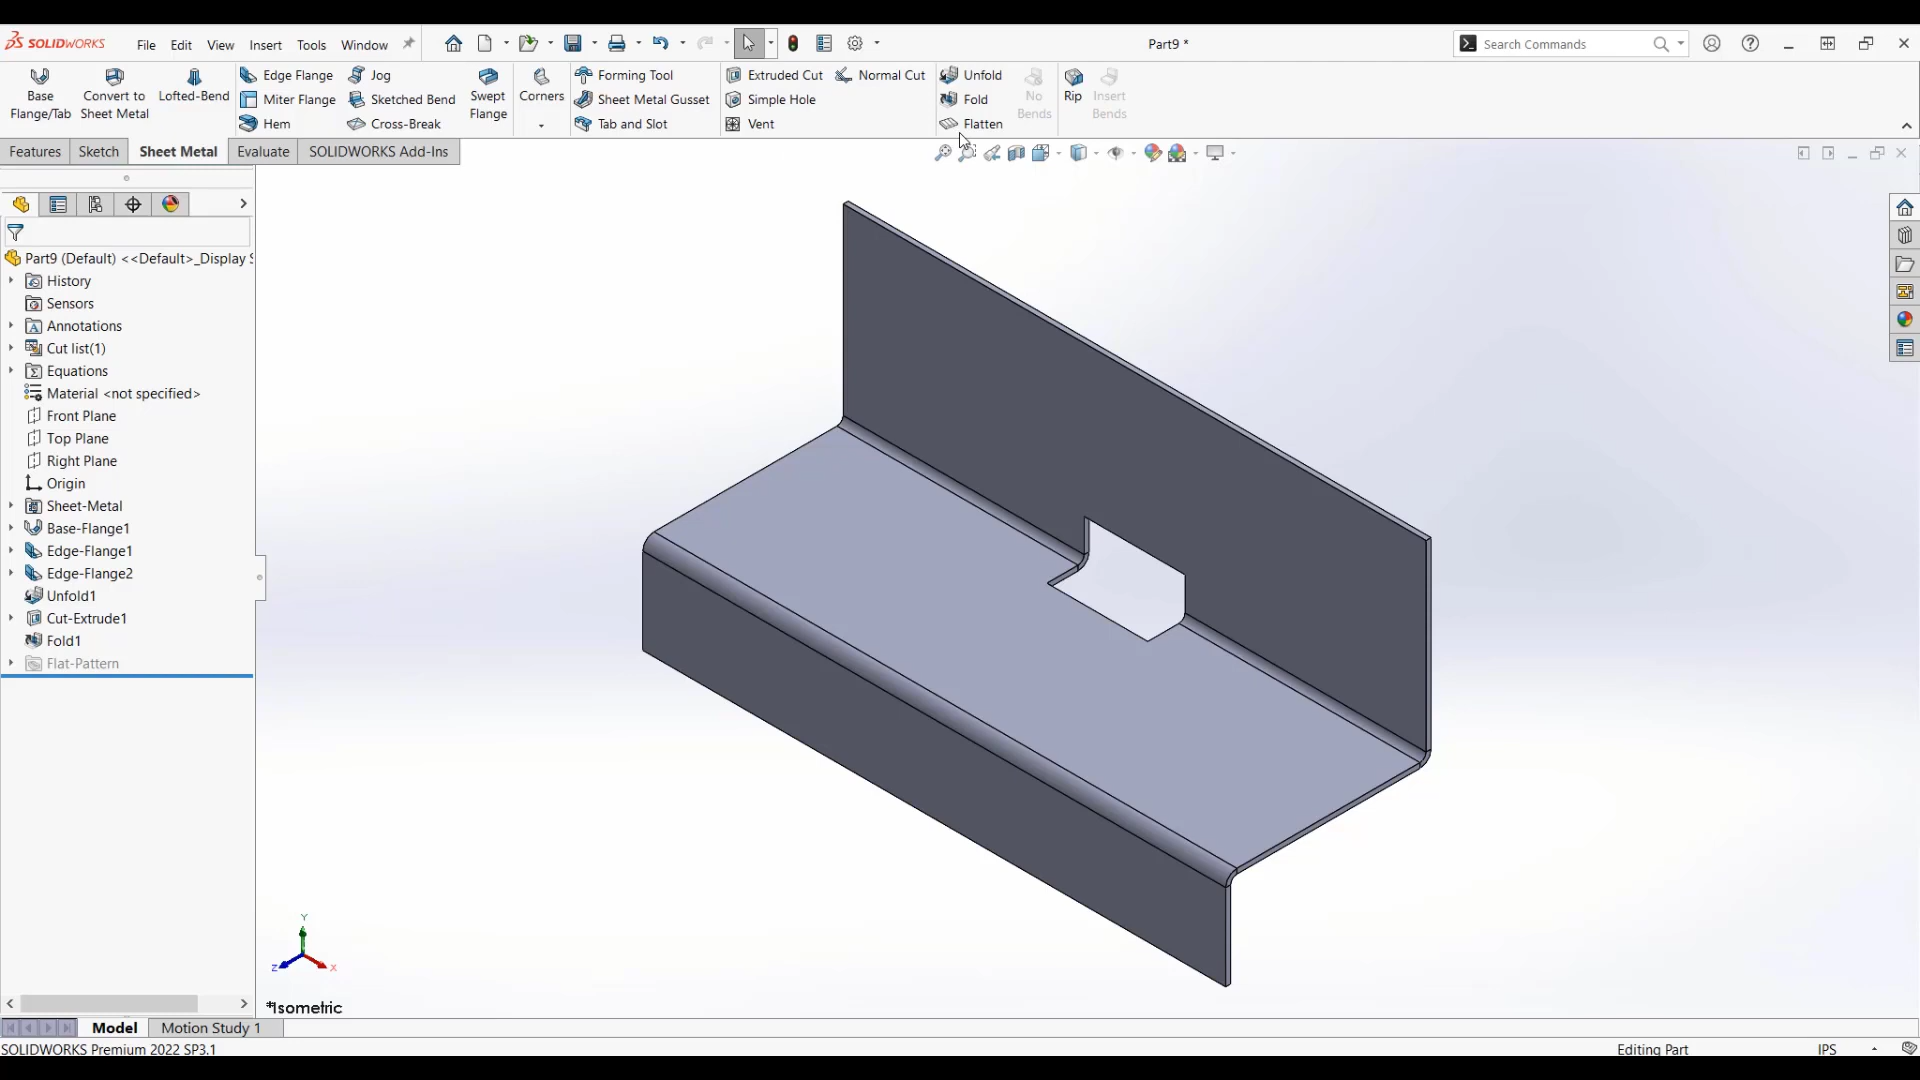 SOLIDWORKS File Edit View Insert Tools Window Part9 * Search Commands
Base Flange/Tab
Convert to Sheet Metal
Lofted-Bend
Edge Flange
Miter Flange
Hem
Jog
Sketched Bend
Cross-Break
Swept Flange
Corners
Forming Tool
Sheet Metal Gusset
Tab and Slot
Extruded Cut
Simple Hole
Vent
Normal Cut
Unfold
Fold
Flatten
No Bends
Rip
Insert Bends
Features Sketch Sheet Metal Evaluate SOLIDWORKS Add-Ins
Part9 (Default) <<Default>_Display S
History
Sensors
Annotations
Cut list(1)
Equations
Material <not specified>
Front Plane
Top Plane
Right Plane
Origin
Sheet-Metal
Base-Flange1
Edge-Flange1
Edge-Flange2
Unfold1
Cut-Extrude1
Fold1
Flat-Pattern
Y
Z
X
*Isometric
Model Motion Study 1
SOLIDWORKS Premium 2022 SP3.1 Editing Part IPS